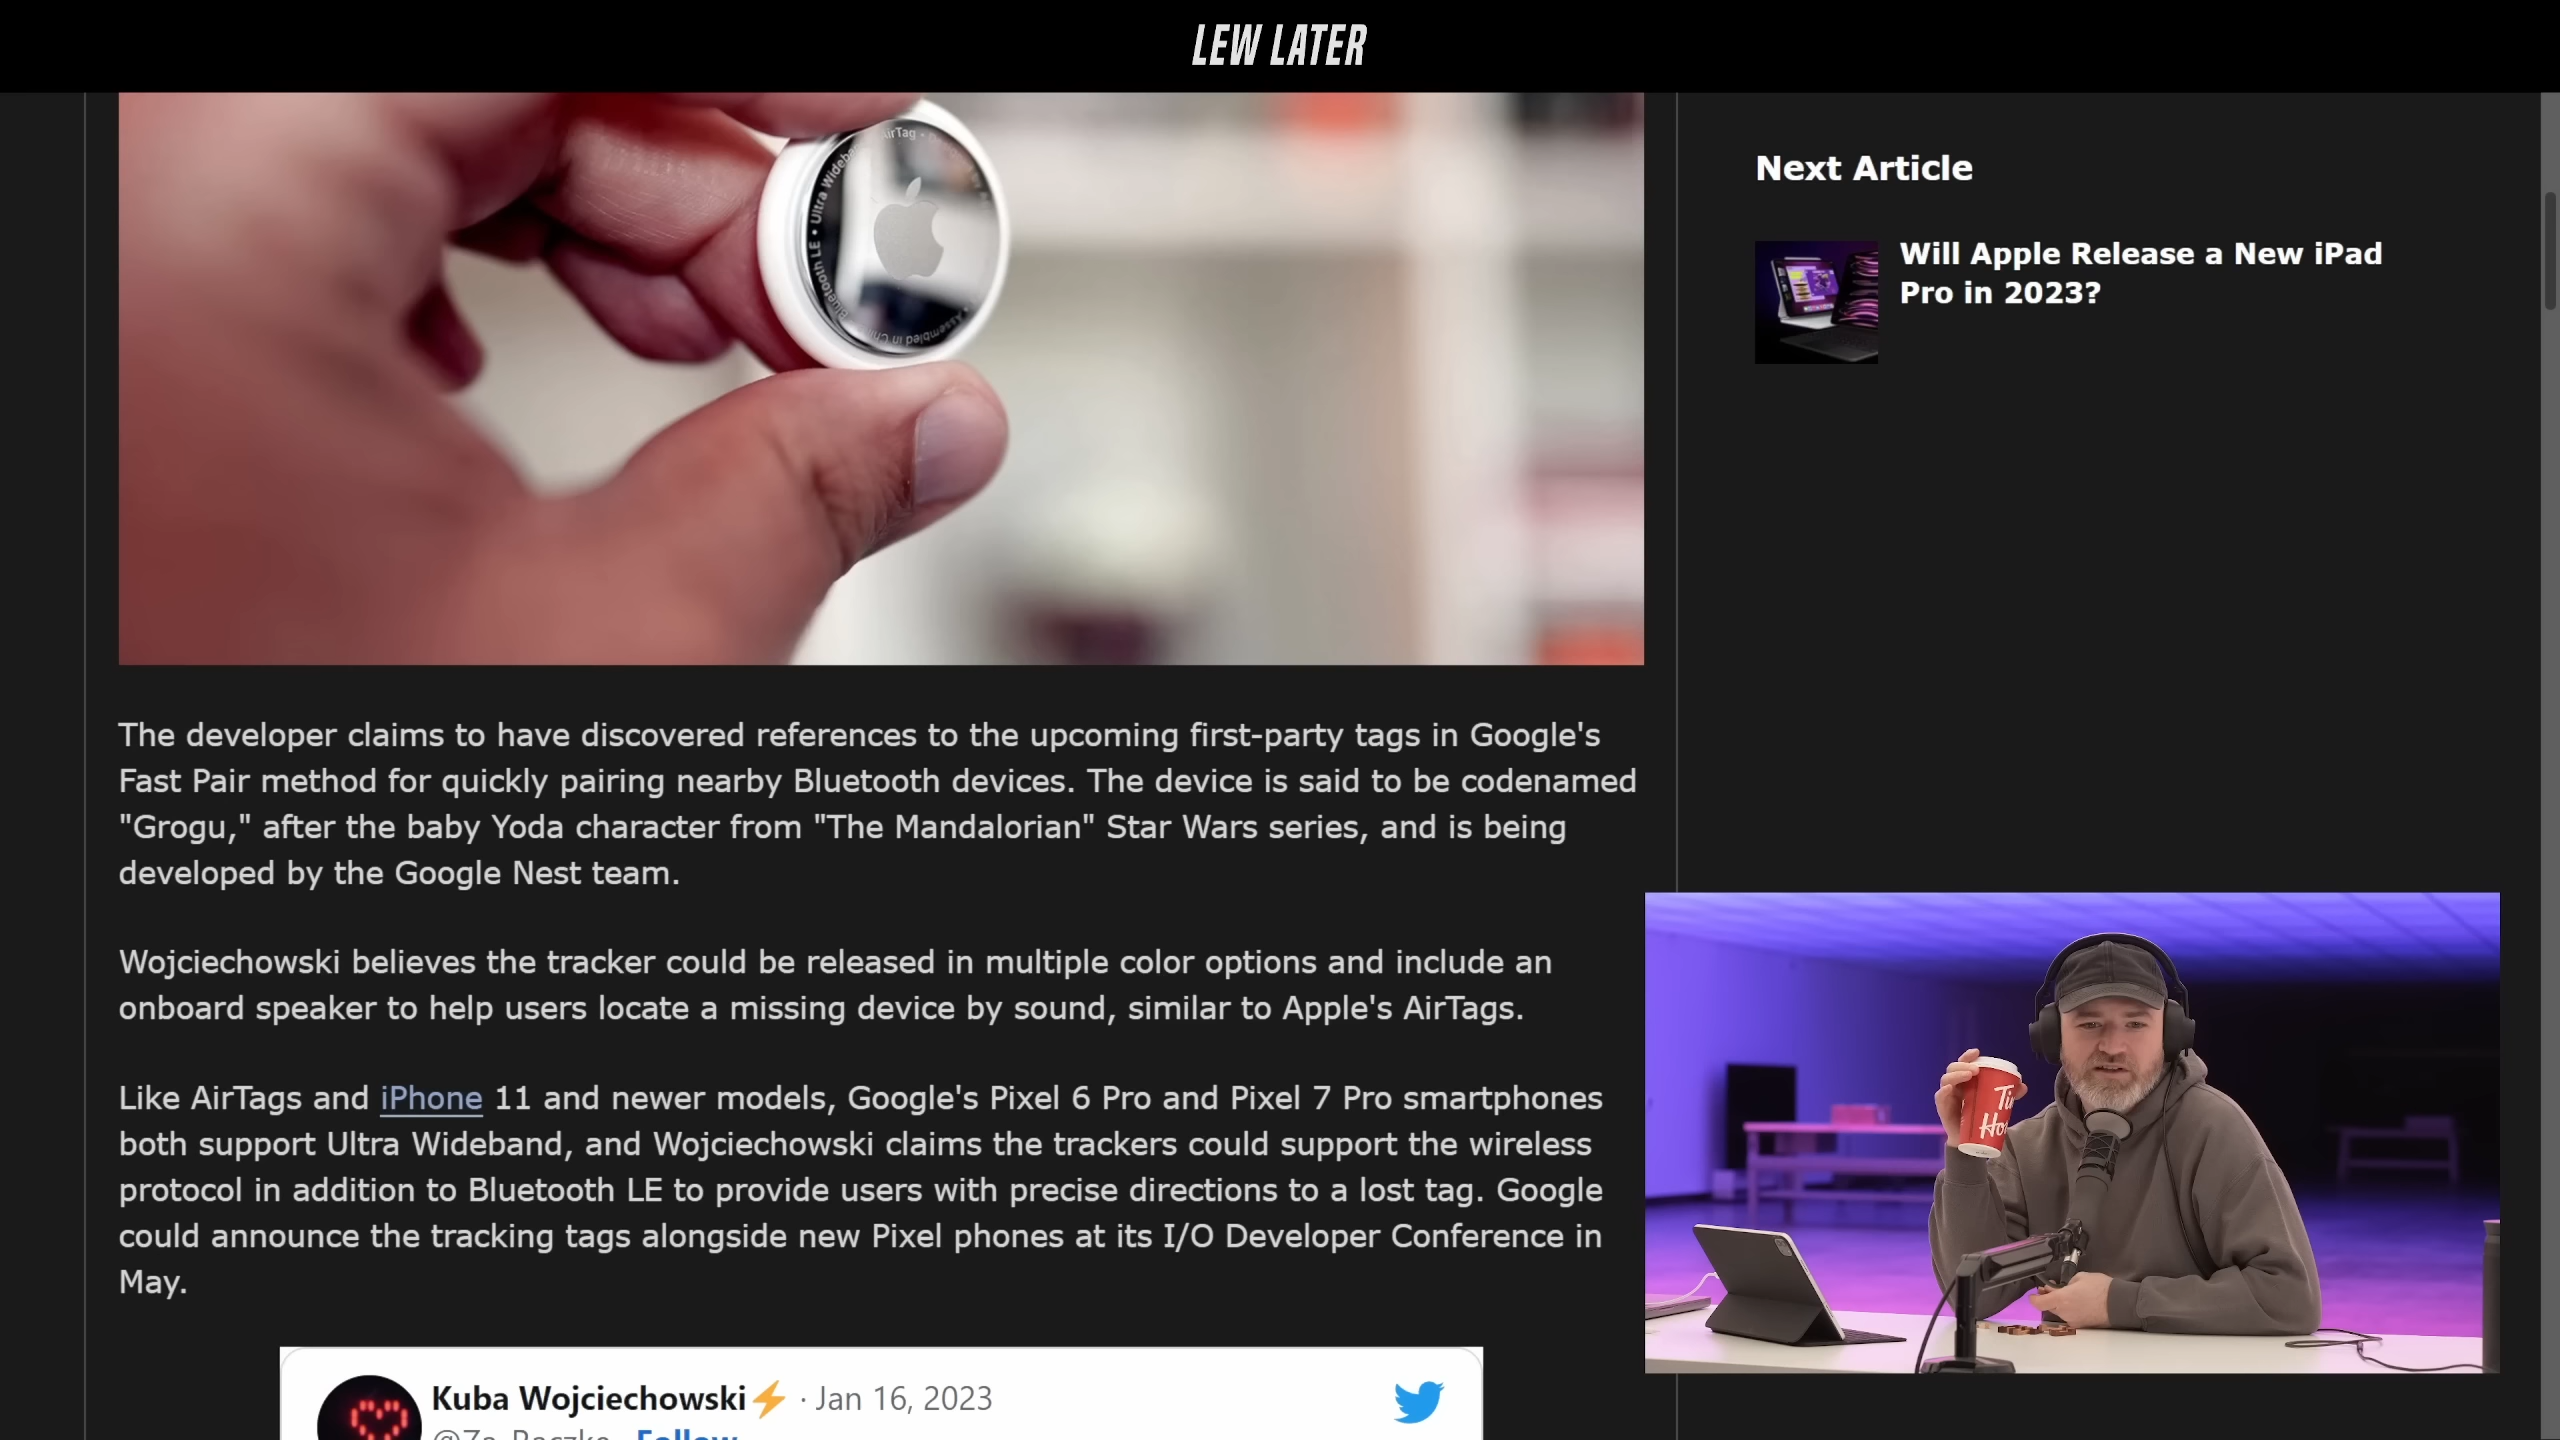 LEW LATER
AirTag
Ultra Wideband
Bluetooth LE
Assembled in
Next Article
Will Apple Release a New iPad
Pro in 2023?
The developer claims to have discovered references to the upcoming first-party tags in Google's
Fast Pair method for quickly pairing nearby Bluetooth devices. The device is said to be codenamed
"Grogu," after the baby Yoda character from "The Mandalorian" Star Wars series, and is being
developed by the Google Nest team.
Wojciechowski believes the tracker could be released in multiple color options and include an
onboard speaker to help users locate a missing device by sound, similar to Apple's AirTags.
Like AirTags and iPhone 11 and newer models, Google's Pixel 6 Pro and Pixel 7 Pro smartphones
both support Ultra Wideband, and Wojciechowski claims the trackers could support the wireless
protocol in addition to Bluetooth LE to provide users with precise directions to a lost tag. Google
could announce the tracking tags alongside new Pixel phones at its I/O Developer Conference in
May.
Kuba Wojciechowski⚡ · Jan 16, 2023
Follow